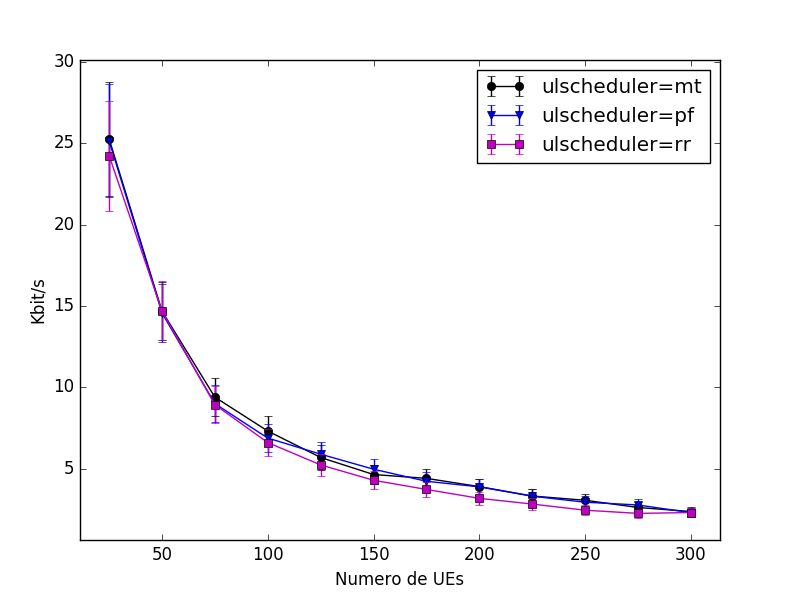 30
25
20
15
10
5
Kbit/s
ulscheduler=mt
ulscheduler=pf
ulscheduler=rr
50 100 150 200 250 300
Numero de UEs